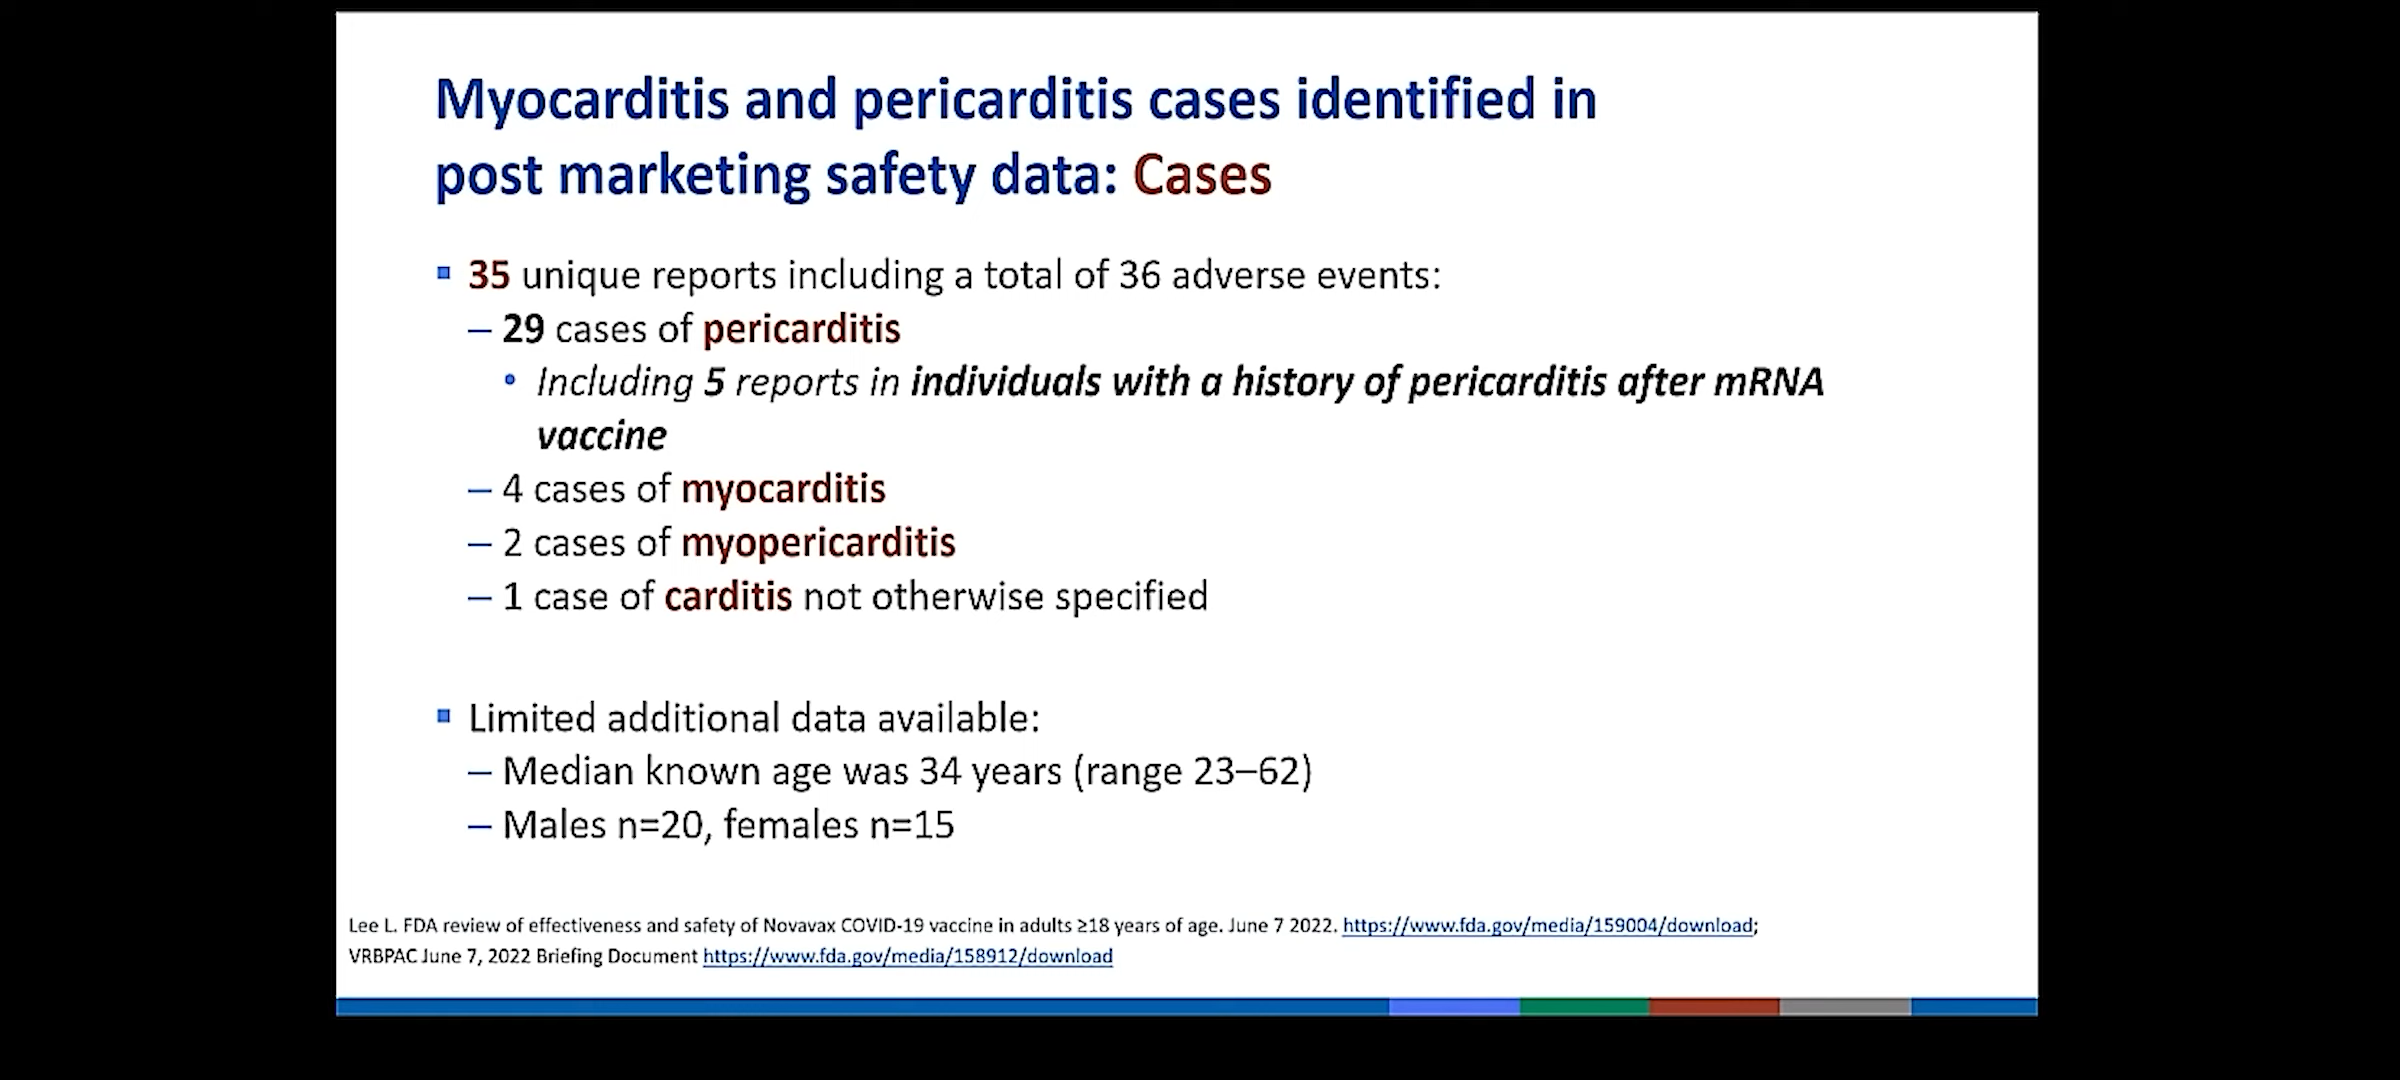 Myocarditis and pericarditis cases identified in
post marketing safety data: Cases
▪ 35 unique reports including a total of 36 adverse events:
– 29 cases of pericarditis
• Including 5 reports in individuals with a history of pericarditis after mRNA
vaccine
– 4 cases of myocarditis
– 2 cases of myopericarditis
– 1 case of carditis not otherwise specified
▪ Limited additional data available:
– Median known age was 34 years (range 23–62)
– Males n=20, females n=15
Lee L. FDA review of effectiveness and safety of Novavax COVID-19 vaccine in adults ≥18 years of age. June 7 2022. https://www.fda.gov/media/159004/download;
VRBPAC June 7, 2022 Briefing Document https://www.fda.gov/media/158912/download